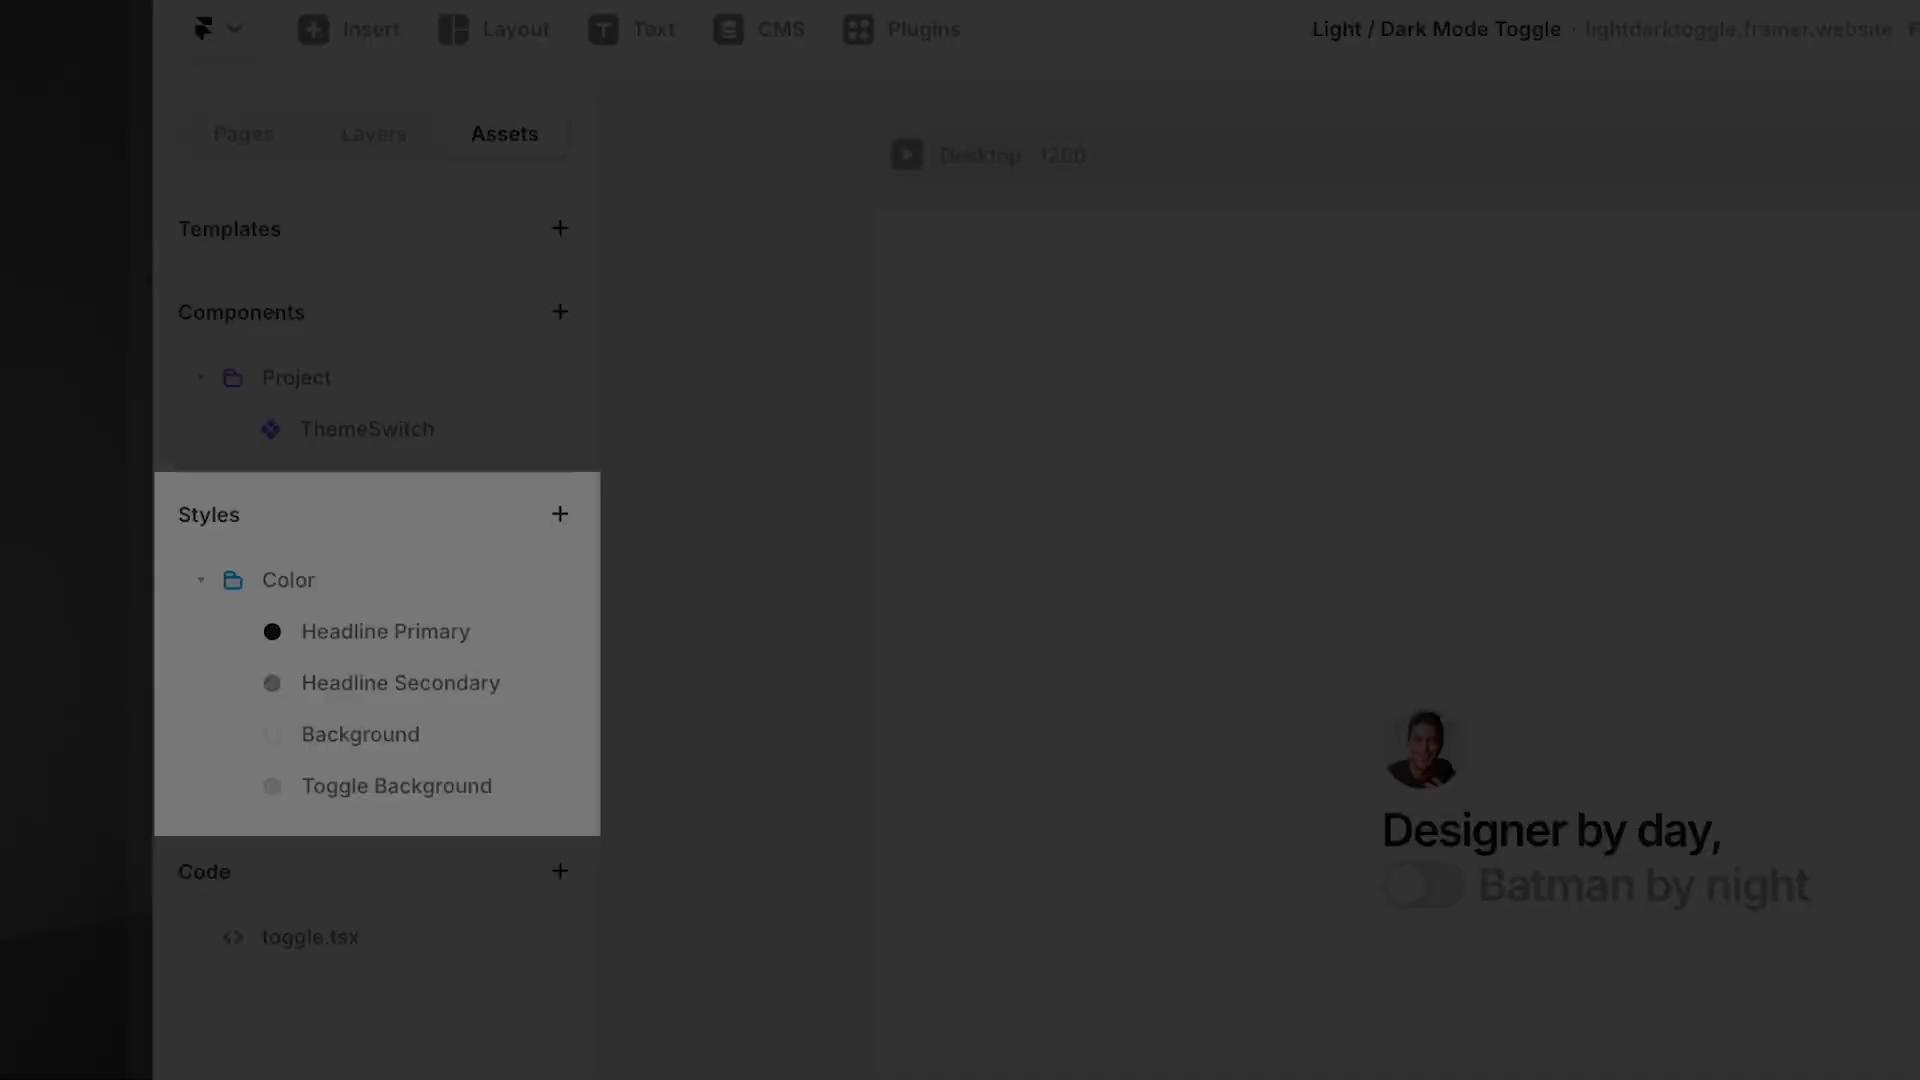 Insert Layout Text CMS Plugins Light / Dark Mode Toggle · lightdarktoggle.framer.website
Pages Layers Assets
Desktop 1200
Templates
Components
Project
ThemeSwitch
Styles
Color
Headline Primary
Headline Secondary
Background
Toggle Background
Code
toggle.tsx
Designer by day,
Batman by night